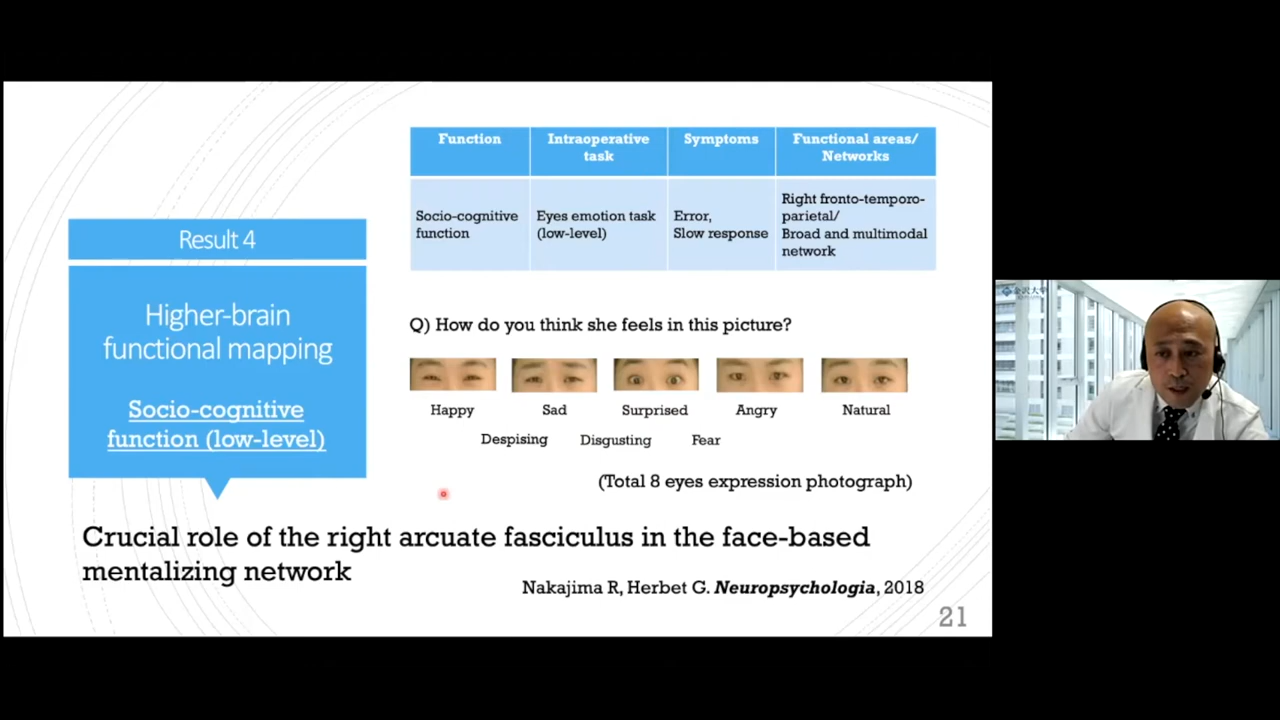 Function
Intraoperative
task
Symptoms
Functional areas/
Networks
Socio-cognitive
function
Eyes emotion task
(low-level)
Error,
Slow response
Right fronto-temporo-
parietal/
Broad and multimodal
network
Result 4
Higher-brain
functional mapping
Socio-cognitive
function (low-level)
Q) How do you think she feels in this picture?
Happy Sad Surprised Angry Natural
Despising Disgusting Fear
(Total 8 eyes expression photograph)
Crucial role of the right arcuate fasciculus in the face-based
mentalizing network
Nakajima R, Herbet G. Neuropsychologia, 2018
21
金沢大学